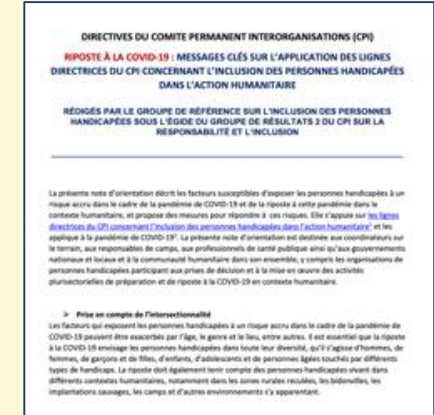 DIRECTIVES DU COMITE PERMANENT INTERORGANISATIONS (CPI)
RIPOSTE À LA COVID-19 : MESSAGES CLÉS SUR L'APPLICATION DES LIGNES
DIRECTRICES DU CPI CONCERNANT L'INCLUSION DES PERSONNES HANDICAPÉES
DANS L'ACTION HUMANITAIRE
RÉDIGÉS PAR LE GROUPE DE RÉFÉRENCE SUR L'INCLUSION DES PERSONNES
HANDICAPÉES SOUS L'ÉGIDE DU GROUPE DE RÉSULTATS 2 DU CPI SUR LA
RESPONSABILITÉ ET L'INCLUSION
La présente note d'orientation décrit les facteurs susceptibles d'exposer les personnes handicapées à un
risque accru dans le cadre de la pandémie de COVID-19 et de la riposte à cette pandémie dans le
contexte humanitaire, et propose des mesures pour répondre à ces risques. Elle s'appuie sur les lignes
directrices du CPI concernant l'inclusion des personnes handicapées dans l'action humanitaire¹ et les
applique à la pandémie de COVID-19². La présente note d'orientation est destinée aux coordinateurs sur
le terrain, aux responsables de camps, aux professionnels de santé publique ainsi qu'aux gouvernements
nationaux et locaux et à la communauté humanitaire dans son ensemble, y compris les organisations de
personnes handicapées participant aux prises de décision et à la mise en œuvre des activités
plurisectorielles de préparation et de riposte à la COVID-19 en contexte humanitaire.
➢ Prise en compte de l'intersectionnalité
Les facteurs qui exposent les personnes handicapées à un risque accru dans le cadre de la pandémie de
COVID-19 peuvent être exacerbés par l'âge, le genre et le lieu, entre autres. Il est essentiel que la riposte
à la COVID-19 envisage les personnes handicapées dans toute leur diversité, qu'il s'agisse d'hommes, de
femmes, de garçons et de filles, d'enfants, d'adolescents et de personnes âgées touchés par différents
types de handicaps. La riposte doit également tenir compte des personnes handicapées vivant dans
différents contextes humanitaires, notamment dans les zones rurales reculées, les bidonvilles, les
implantations sauvages, les camps et d'autres environnements s'y apparentant.